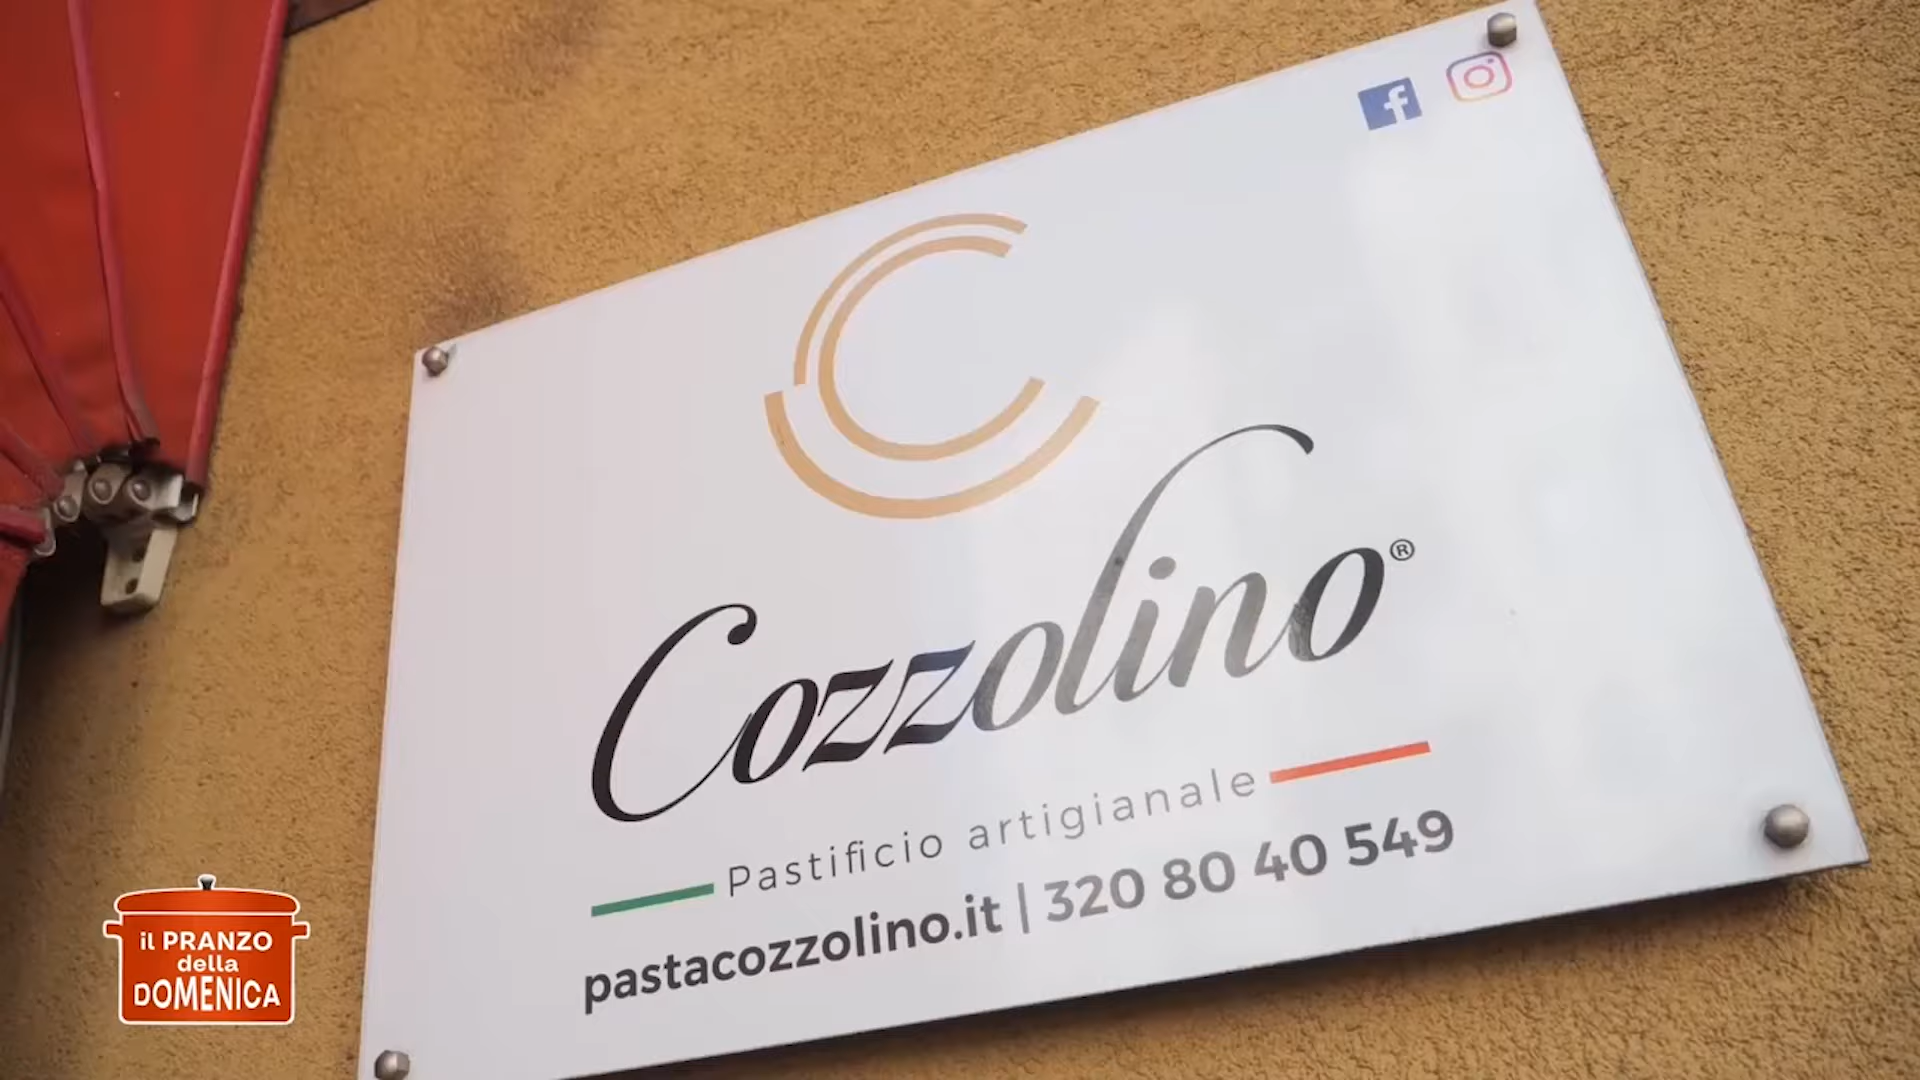 Cozzolino®
Pastificio artigianale
pastacozzolino.it | 320 80 40 549
iL PRANZO
della
DOMENICA